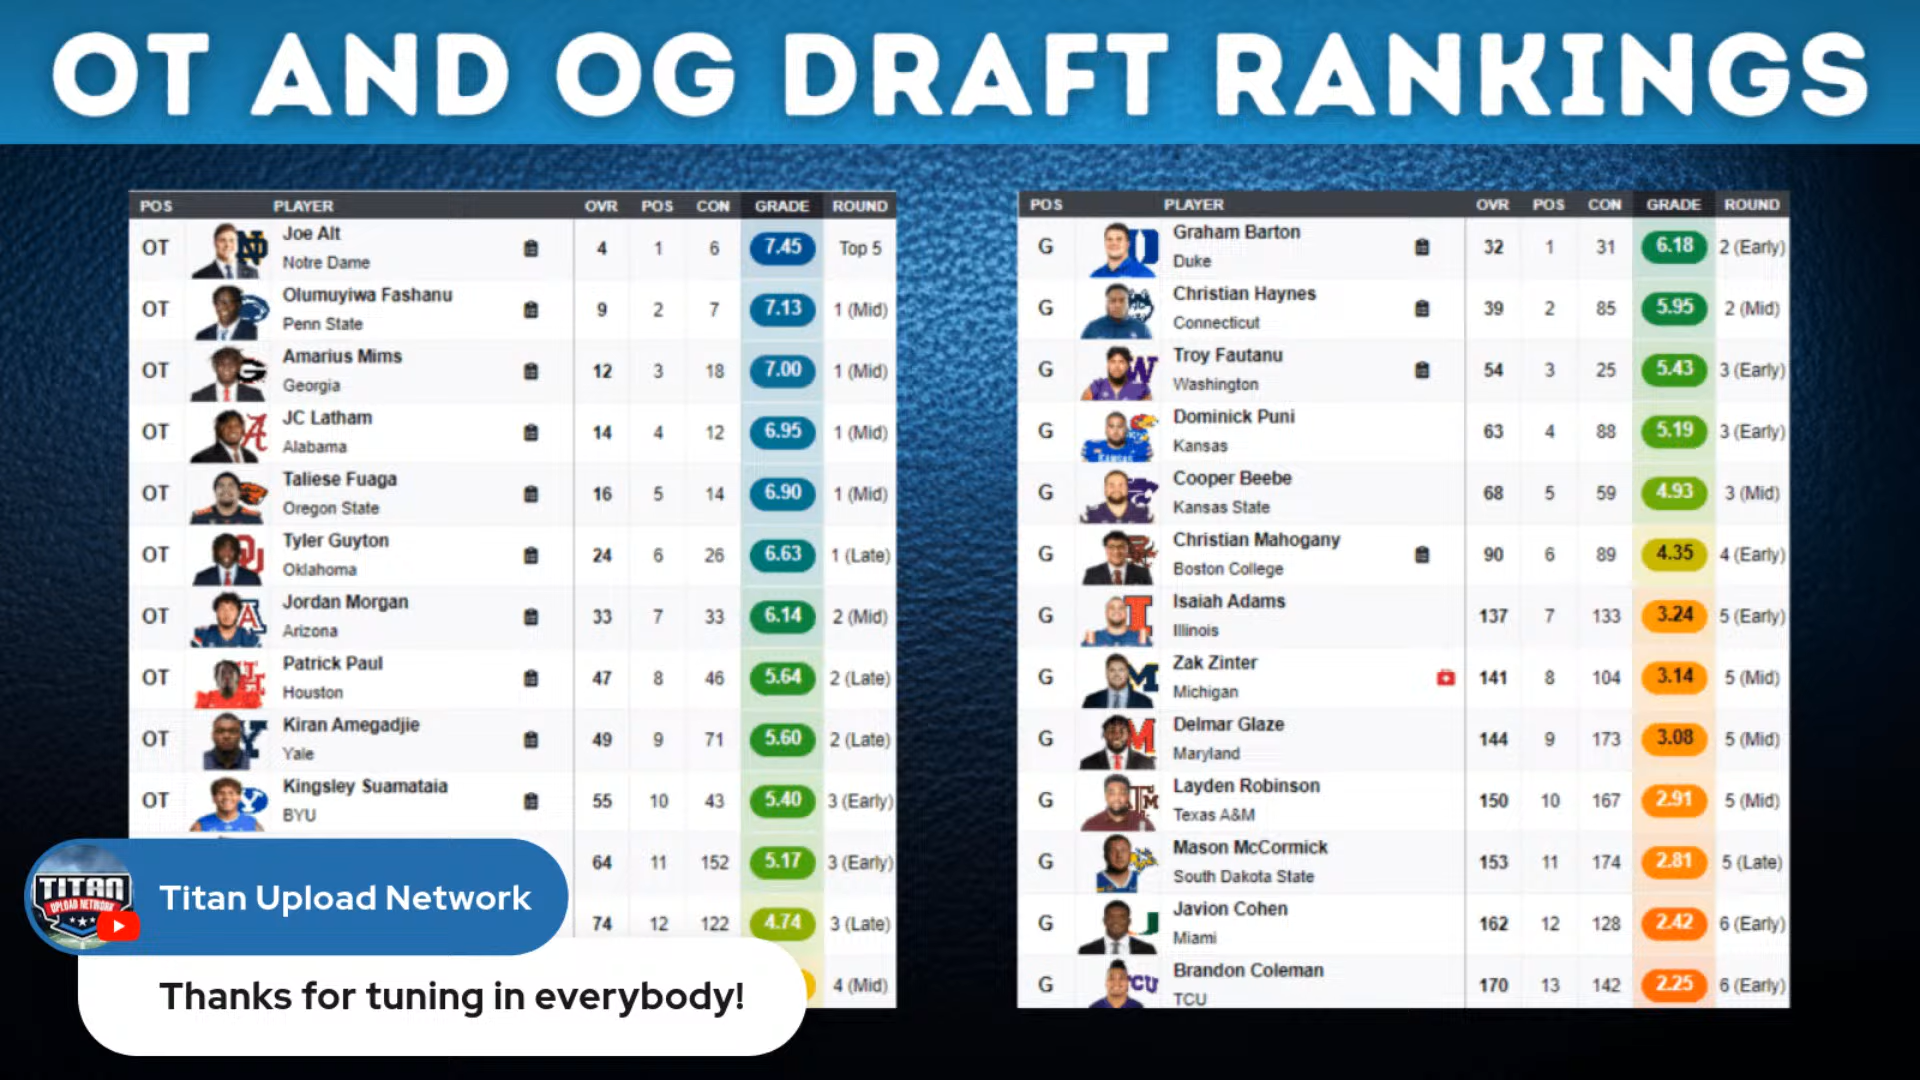 OT AND OG DRAFT RANKINGS
POS PLAYER OVR POS CON GRADE ROUND
OT Joe Alt 4 1 6 7.45 Top 5
Notre Dame
OT Olumuyiwa Fashanu 9 2 7 7.13 1 (Mid)
Penn State
OT Amarius Mims 12 3 18 7.00 1 (Mid)
Georgia
OT JC Latham 14 4 12 6.95 1 (Mid)
Alabama
OT Taliese Fuaga 16 5 14 6.90 1 (Mid)
Oregon State
OT Tyler Guyton 24 6 26 6.63 1 (Late)
Oklahoma
OT Jordan Morgan 33 7 33 6.14 2 (Mid)
Arizona
OT Patrick Paul 47 8 46 5.64 2 (Late)
Houston
OT Kiran Amegadjie 49 9 71 5.60 2 (Late)
Yale
OT Kingsley Suamataia 55 10 43 5.40 3 (Early)
BYU
64 11 152 5.17 3 (Early)
74 12 122 4.74 3 (Late)
4 (Mid)
POS PLAYER OVR POS CON GRADE ROUND
G Graham Barton 32 1 31 6.18 2 (Early)
Duke
G Christian Haynes 39 2 85 5.95 2 (Mid)
Connecticut
G Troy Fautanu 54 3 25 5.43 3 (Early)
Washington
G Dominick Puni 63 4 88 5.19 3 (Early)
Kansas
G Cooper Beebe 68 5 59 4.93 3 (Mid)
Kansas State
G Christian Mahogany 90 6 89 4.35 4 (Early)
Boston College
G Isaiah Adams 137 7 133 3.24 5 (Early)
Illinois
G Zak Zinter 141 8 104 3.14 5 (Mid)
Michigan
G Delmar Glaze 144 9 173 3.08 5 (Mid)
Maryland
G Layden Robinson 150 10 167 2.91 5 (Mid)
Texas A&M
G Mason McCormick 153 11 174 2.81 5 (Late)
South Dakota State
G Javion Cohen 162 12 128 2.42 6 (Early)
Miami
G Brandon Coleman 170 13 142 2.25 6 (Early)
TCU
TITAN
UPLOAD NETWORK
Titan Upload Network
Thanks for tuning in everybody!